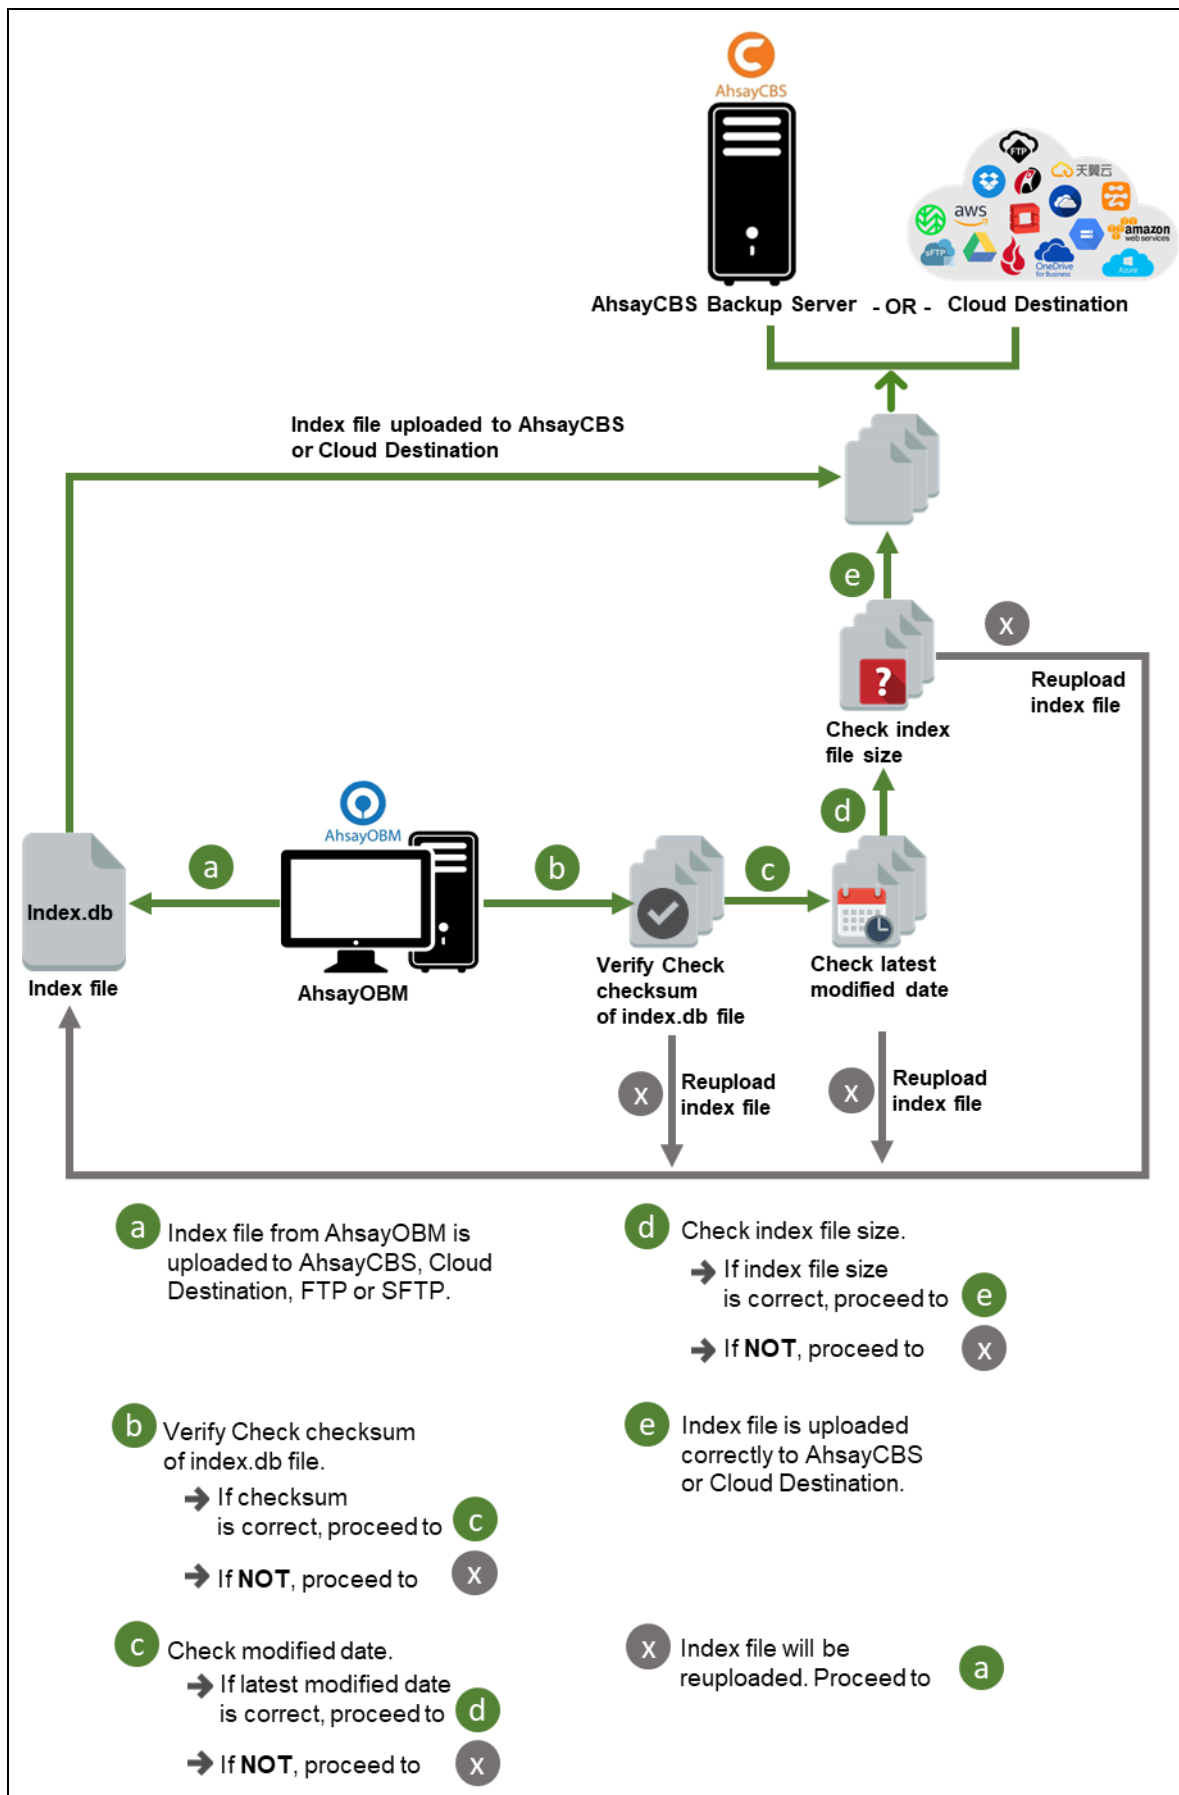 AhsayCBS
FTP
天翼云
aws
amazon
web services
sFTP
OneDrive
for Business
Azure
AhsayCBS Backup Server - OR - Cloud Destination
Index file uploaded to AhsayCBS
or Cloud Destination
e
x
Reupload
index file
?
Check index
file size
d
AhsayOBM
a
b
c
Index.db
Index file
AhsayOBM
Verify Check
checksum
of index.db file
Check latest
modified date
x
Reupload
index file
x
Reupload
index file
a
Index file from AhsayOBM is
uploaded to AhsayCBS, Cloud
Destination, FTP or SFTP.
b
Verify Check checksum
of index.db file.
If checksum
is correct, proceed to c
If NOT, proceed to x
c
Check modified date.
If latest modified date
is correct, proceed to d
If NOT, proceed to x
d
Check index file size.
If index file size
is correct, proceed to e
If NOT, proceed to x
e
Index file is uploaded
correctly to AhsayCBS
or Cloud Destination.
x
Index file will be
reuploaded. Proceed to a